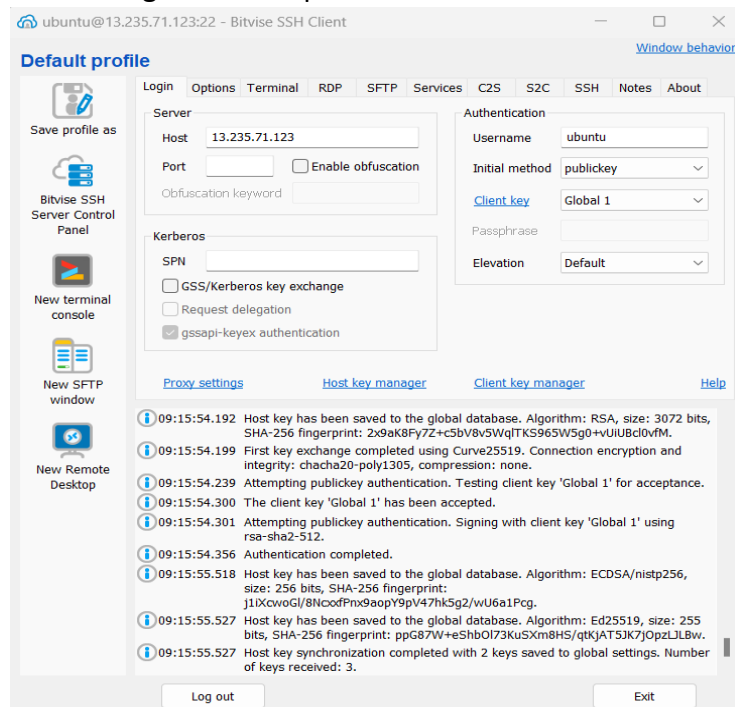 ubuntu@13.235.71.123:22 - Bitvise SSH Client
Default profile
Window behavior
Save profile as
Bitvise SSH
Server Control
Panel
New terminal
console
New SFTP
window
New Remote
Desktop
Login Options Terminal RDP SFTP Services C2S S2C SSH Notes About
Server
Host 13.235.71.123
Port Enable obfuscation
Obfuscation keyword
Kerberos
SPN
GSS/Kerberos key exchange
Request delegation
gssapi-keyex authentication
Authentication
Username ubuntu
Initial method publickey
Client key Global 1
Passphrase
Elevation Default
Proxy settings Host key manager Client key manager Help
09:15:54.192 Host key has been saved to the global database. Algorithm: RSA, size: 3072 bits,
SHA-256 fingerprint: 2x9aK8Fy7Z+c5bV8v5WqlTKS965W5g0+vUiUBcl0vfM.
09:15:54.199 First key exchange completed using Curve25519. Connection encryption and
integrity: chacha20-poly1305, compression: none.
09:15:54.239 Attempting publickey authentication. Testing client key 'Global 1' for acceptance.
09:15:54.300 The client key 'Global 1' has been accepted.
09:15:54.301 Attempting publickey authentication. Signing with client key 'Global 1' using
rsa-sha2-512.
09:15:54.356 Authentication completed.
09:15:55.518 Host key has been saved to the global database. Algorithm: ECDSA/nistp256,
size: 256 bits, SHA-256 fingerprint:
j1iXcwoGl/8NcxxfPnx9aopY9pV47hk5g2/wU6a1Pcg.
09:15:55.527 Host key has been saved to the global database. Algorithm: Ed25519, size: 255
bits, SHA-256 fingerprint: ppG87W+eShbOl73KuSXm8HS/qtKjAT5JK7jOpzLJLBw.
09:15:55.527 Host key synchronization completed with 2 keys saved to global settings. Number
of keys received: 3.
Log out
Exit